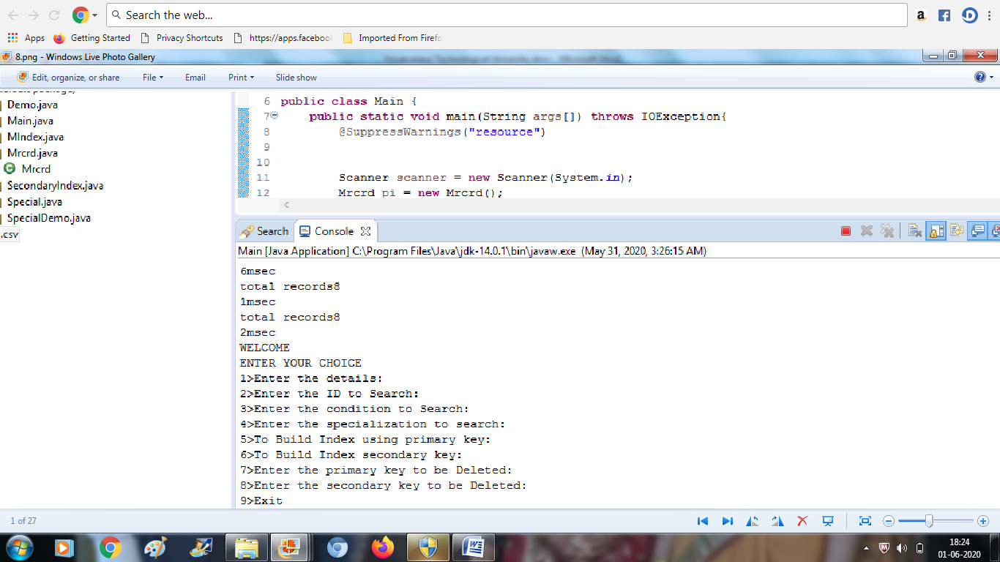 Search the web...
Apps Getting Started Privacy Shortcuts https://apps.faceboo Imported From Firefo
8.png - Windows Live Photo Gallery
Edit, organize, or share File Email Print Slide show
Demo.java
Main.java
MIndex.java
Mrcrd.java
Mrcrd
SecondaryIndex.java
Special.java
SpecialDemo.java
.csv
6 public class Main {
7 public static void main(String args[]) throws IOException{
8 @SuppressWarnings("resource")
9
10
11 Scanner scanner = new Scanner(System.in);
12 Mrcrd pi = new Mrcrd();
Search Console
Main [Java Application] C:\Program Files\Java\jdk-14.0.1\bin\javaw.exe (May 31, 2020, 3:26:15 AM)
6msec
total records8
1msec
total records8
2msec
WELCOME
ENTER YOUR CHOICE
1>Enter the details:
2>Enter the ID to Search:
3>Enter the condition to Search:
4>Enter the specialization to search:
5>To Build Index using primary key:
6>To Build Index secondary key:
7>Enter the primary key to be Deleted:
8>Enter the secondary key to be Deleted:
9>Exit
1 of 27
18:24
01-06-2020